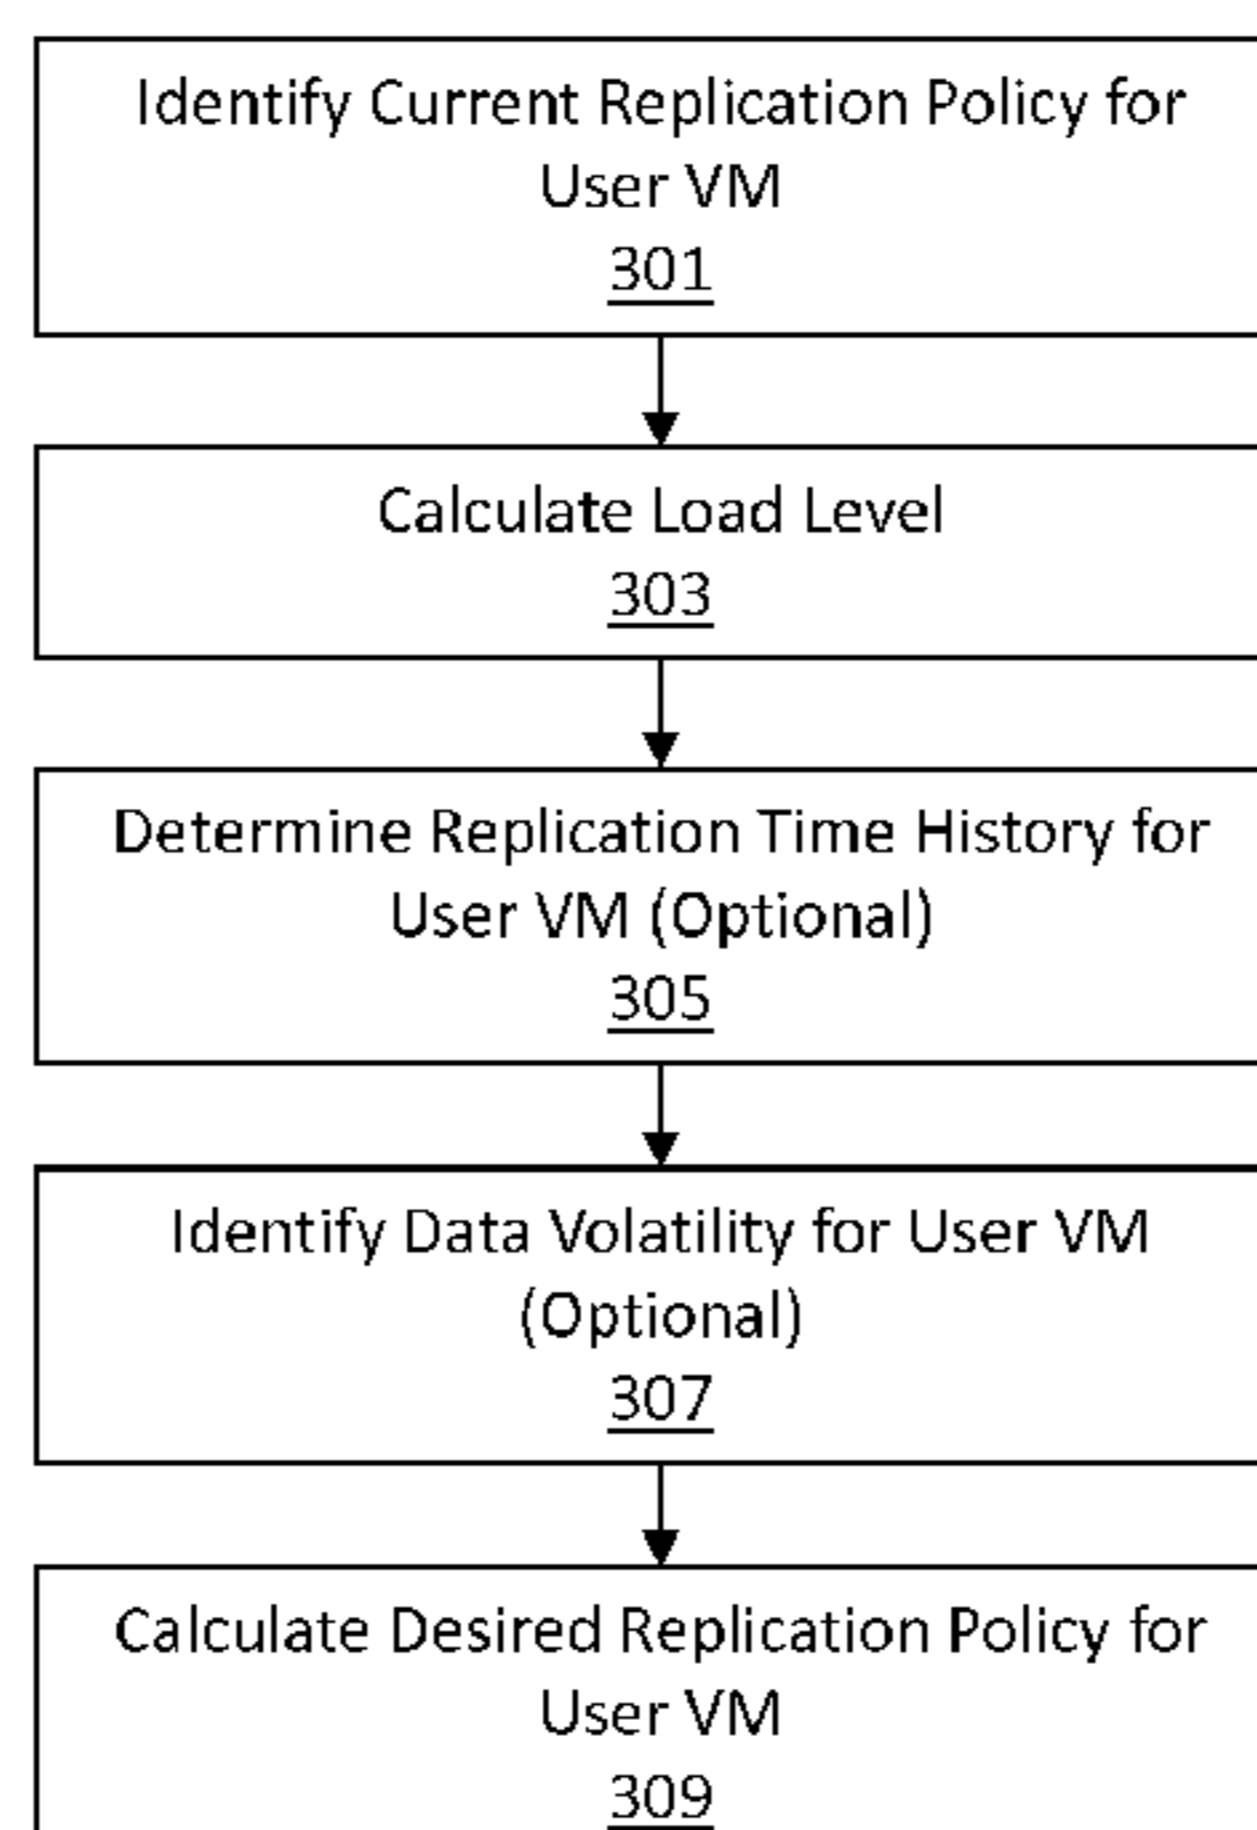 Identify Current Replication Policy for
User VM
301
Calculate Load Level
303
Determine Replication Time History for
User VM (Optional)
305
Identify Data Volatility for User VM
(Optional)
307
Calculate Desired Replication Policy for
User VM
309